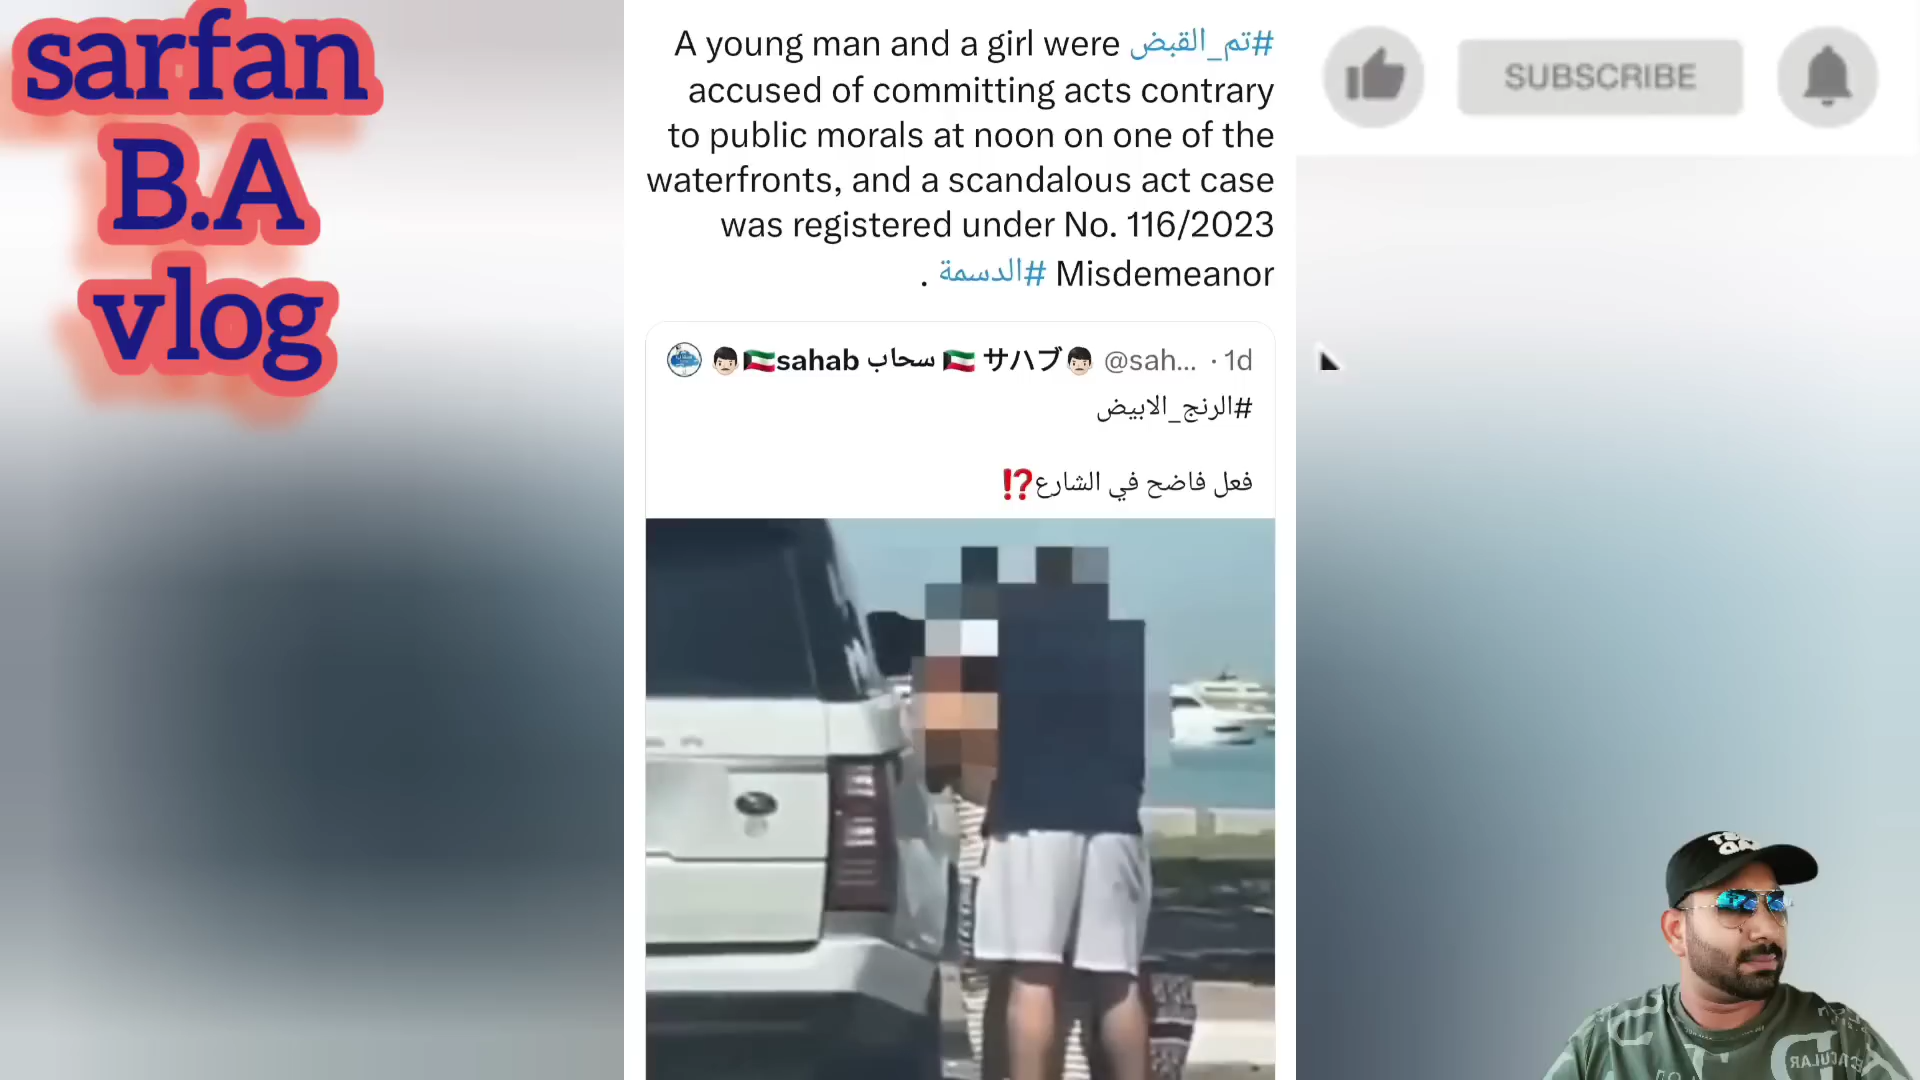 sarfan
B.A
vlog
A young man and a girl were #تم_القبض
accused of committing acts contrary
to public morals at noon on one of the
waterfronts, and a scandalous act case
was registered under No. 116/2023
. #الدسمة Misdemeanor
sahab سحاب サハブ @sah... · 1d
#الرنج_الابيض
فعل فاضح في الشارع⁉️
SUBSCRIBE